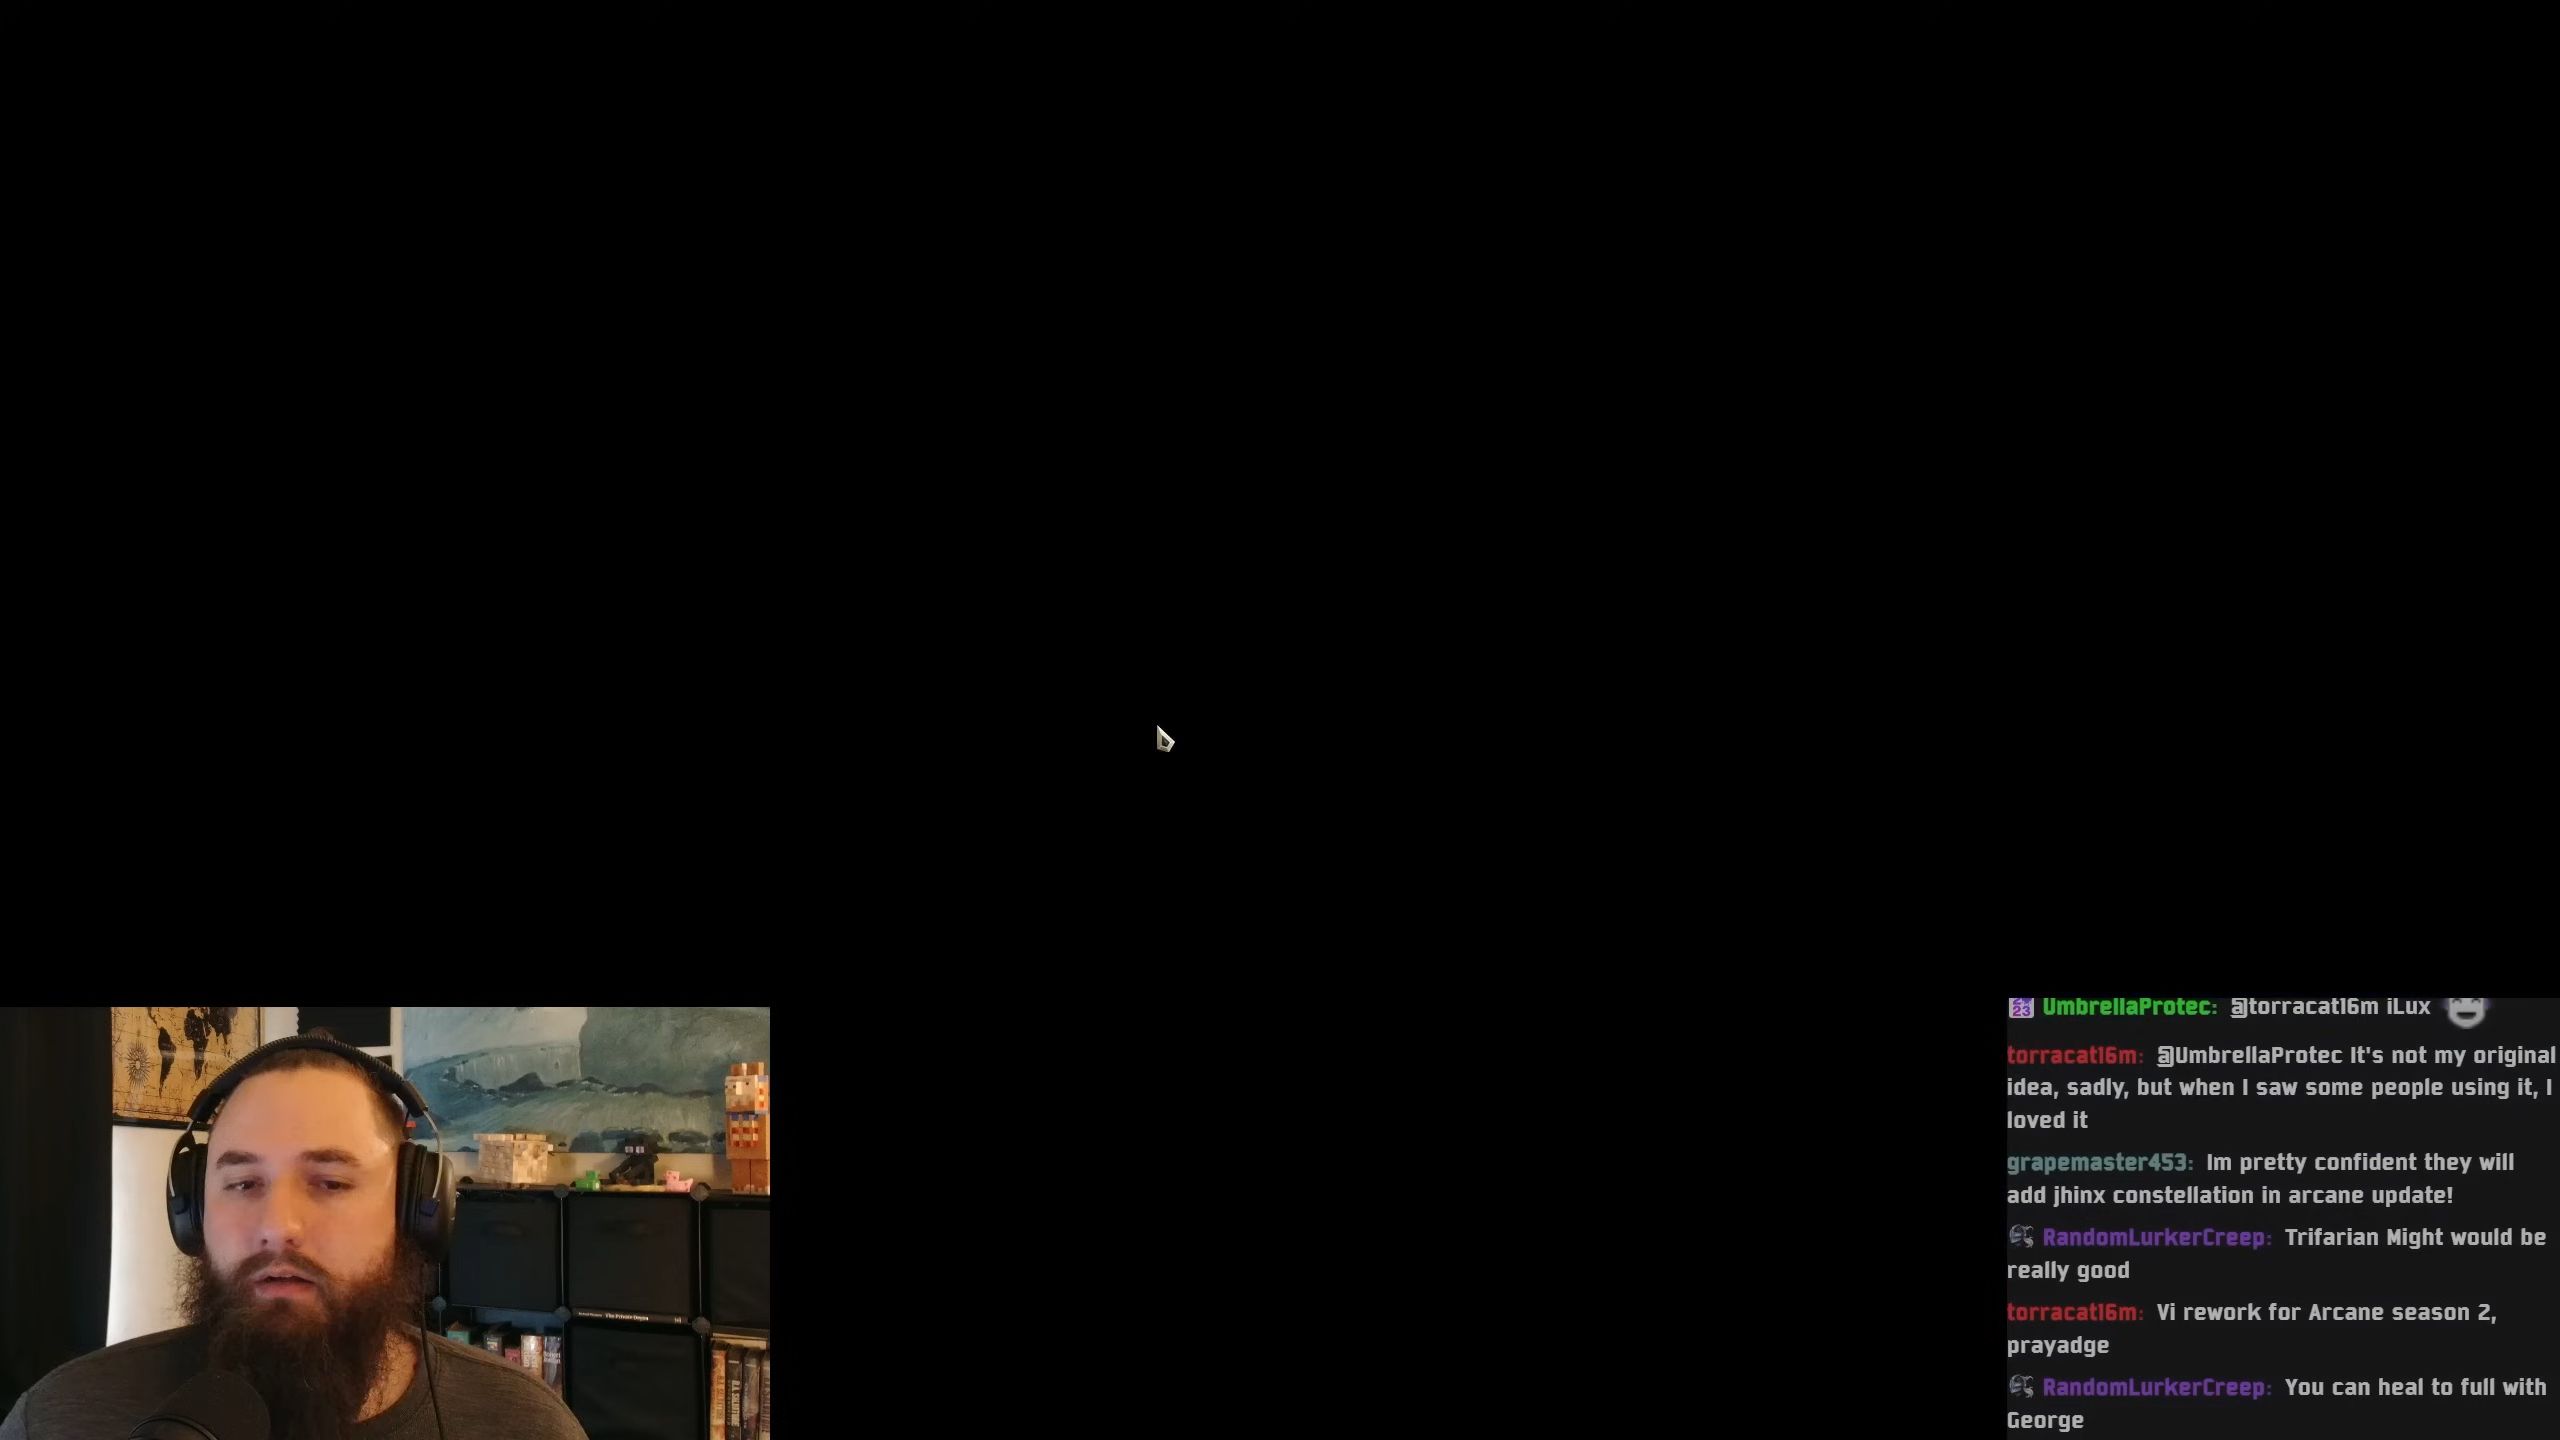 UmbrellaProtec: @torracat16m iLux
torracat16m: @UmbrellaProtec It's not my original
idea, sadly, but when I saw some people using it, I
loved it
grapemaster453: Im pretty confident they will
add jhinx constellation in arcane update!
RandomLurkerCreep: Trifarian Might would be
really good
torracat16m: Vi rework for Arcane season 2,
prayadge
RandomLurkerCreep: You can heal to full with
George